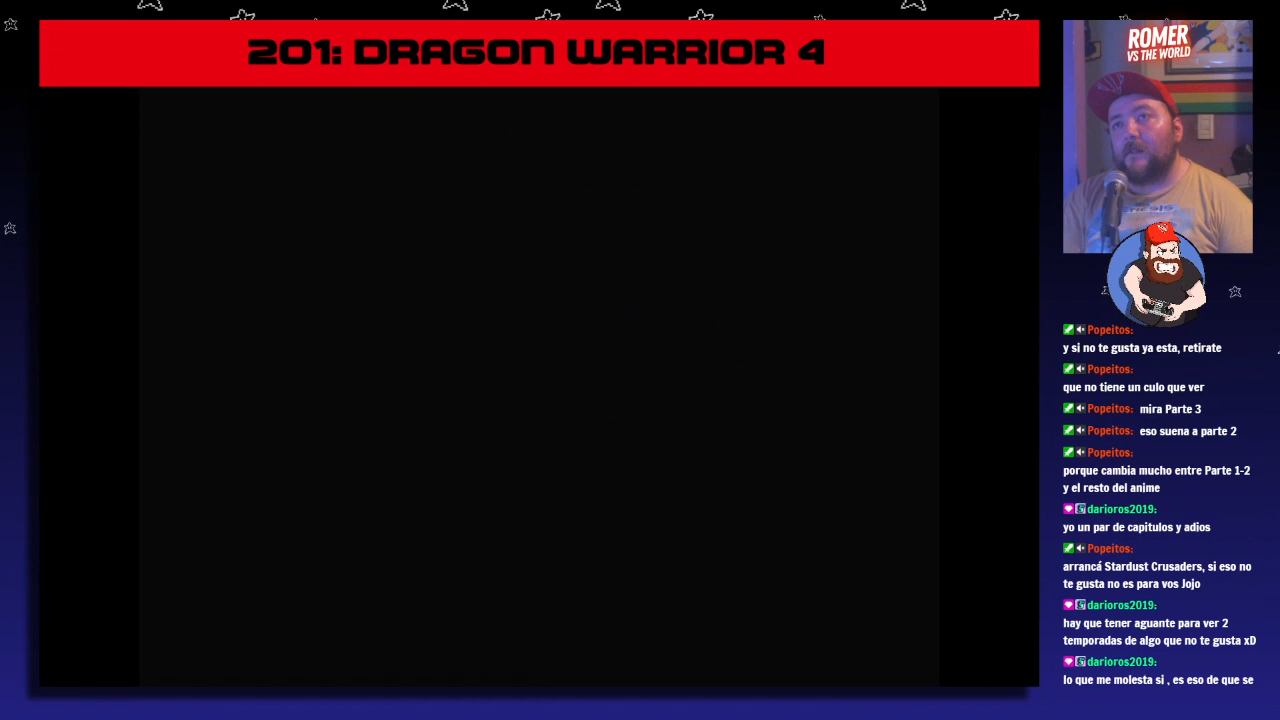 201: DRAGON WARRIOR 4
ROMER
VS THE WORLD
Popeitos:
y si no te gusta ya esta, retirate
Popeitos:
que no tiene un culo que ver
Popeitos: mira Parte 3
Popeitos: eso suena a parte 2
Popeitos:
porque cambia mucho entre Parte 1-2
y el resto del anime
darioros2019:
yo un par de capitulos y adios
Popeitos:
arrancá Stardust Crusaders, si eso no
te gusta no es para vos Jojo
darioros2019:
hay que tener aguante para ver 2
temporadas de algo que no te gusta xD
darioros2019:
lo que me molesta si , es eso de que se